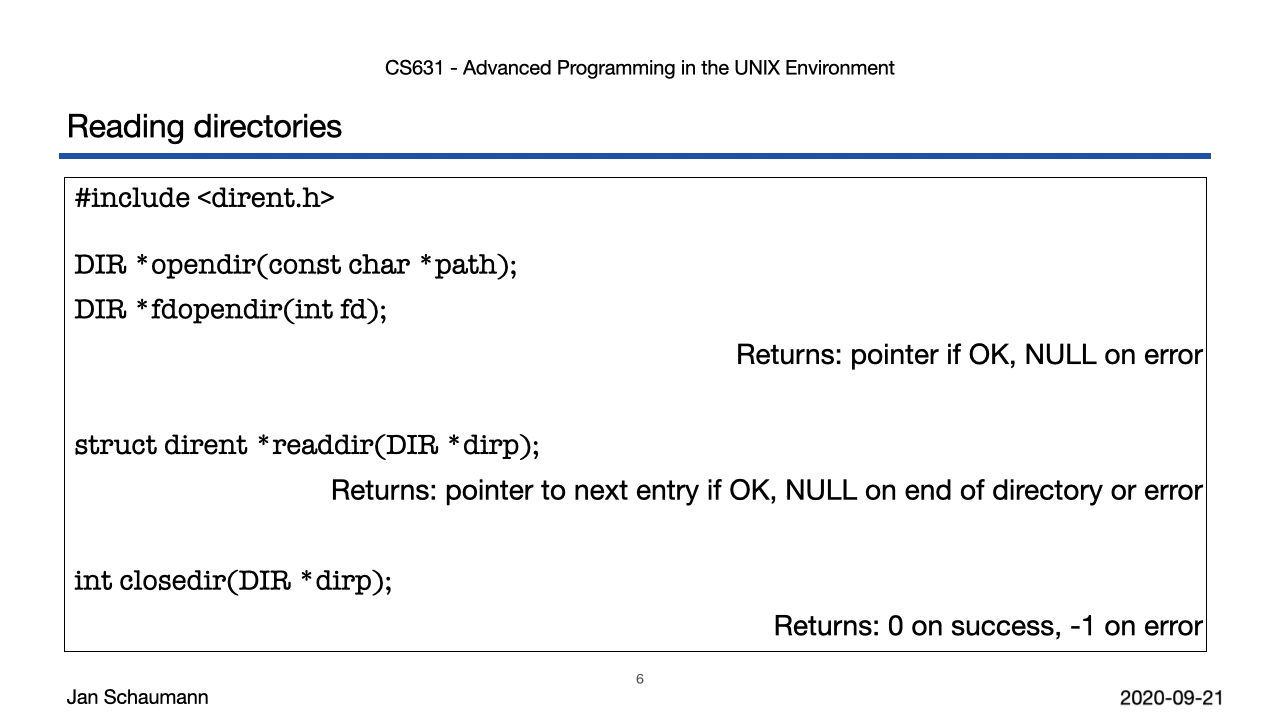 CS631 - Advanced Programming in the UNIX Environment
Reading directories
#include <dirent.h>
DIR *opendir(const char *path);
DIR *fdopendir(int fd);
Returns: pointer if OK, NULL on error
struct dirent *readdir(DIR *dirp);
Returns: pointer to next entry if OK, NULL on end of directory or error
int closedir(DIR *dirp);
Returns: 0 on success, -1 on error
6
Jan Schaumann
2020-09-21